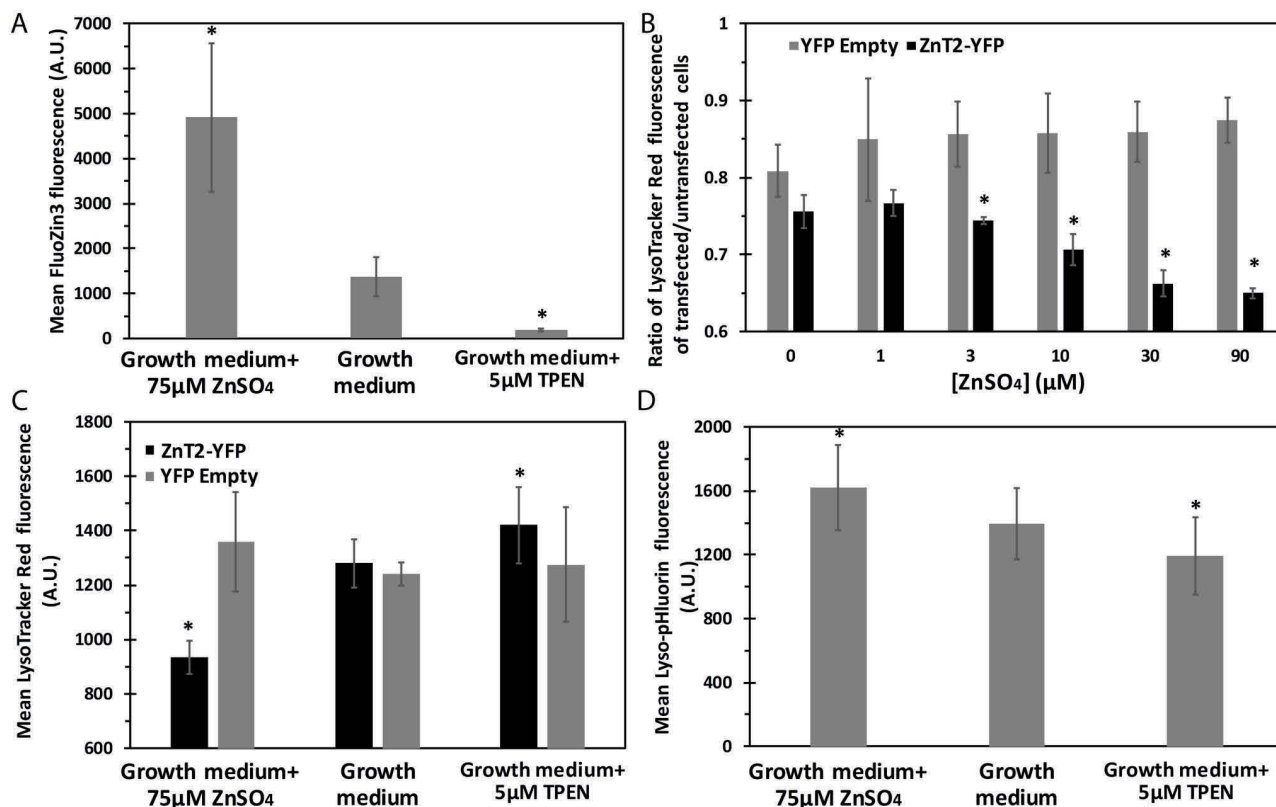 A
Mean FluoZin3 fluorescence (A.U.)
7000
6000
5000
4000
3000
2000
1000
0
*
*
Growth medium+
75μM ZnSO4
Growth
medium
Growth medium+
5μM TPEN
B
Ratio of LysoTracker Red fluorescence
of transfected/untransfected cells
1
0.9
0.8
0.7
0.6
YFP Empty
ZnT2-YFP
*
*
*
*
0
1
3
10
30
90
[ZnSO4] (μM)
C
Mean LysoTracker Red fluorescence
(A.U.)
1800
1600
1400
1200
1000
800
600
ZnT2-YFP
YFP Empty
*
*
Growth medium+
75μM ZnSO4
Growth
medium
Growth medium+
5μM TPEN
D
Mean Lyso-pHluorin fluorescence
(A.U.)
2000
1600
1200
800
400
0
*
*
Growth medium+
75μM ZnSO4
Growth
medium
Growth medium+
5μM TPEN